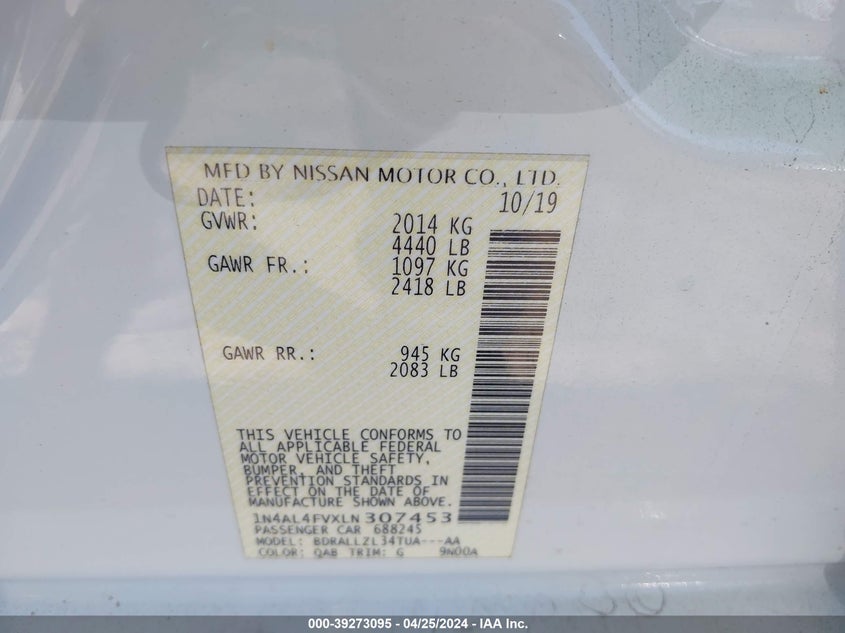 MFD BY NISSAN MOTOR CO., LTD.
DATE: 10/19
GVWR: 2014 KG
4440 LB
GAWR FR.: 1097 KG
2418 LB
GAWR RR.: 945 KG
2083 LB
THIS VEHICLE CONFORMS TO
ALL APPLICABLE FEDERAL
MOTOR VEHICLE SAFETY,
BUMPER, AND THEFT
PREVENTION STANDARDS IN
EFFECT ON THE DATE OF
MANUFACTURE SHOWN ABOVE.
1N4AL4FVXLN307453
PASSENGER CAR 688245
MODEL: BDRALLZL34TUA---AA
COLOR: QAB TRIM: G 9N00A
000-39273095 - 04/25/2024 - IAA Inc.